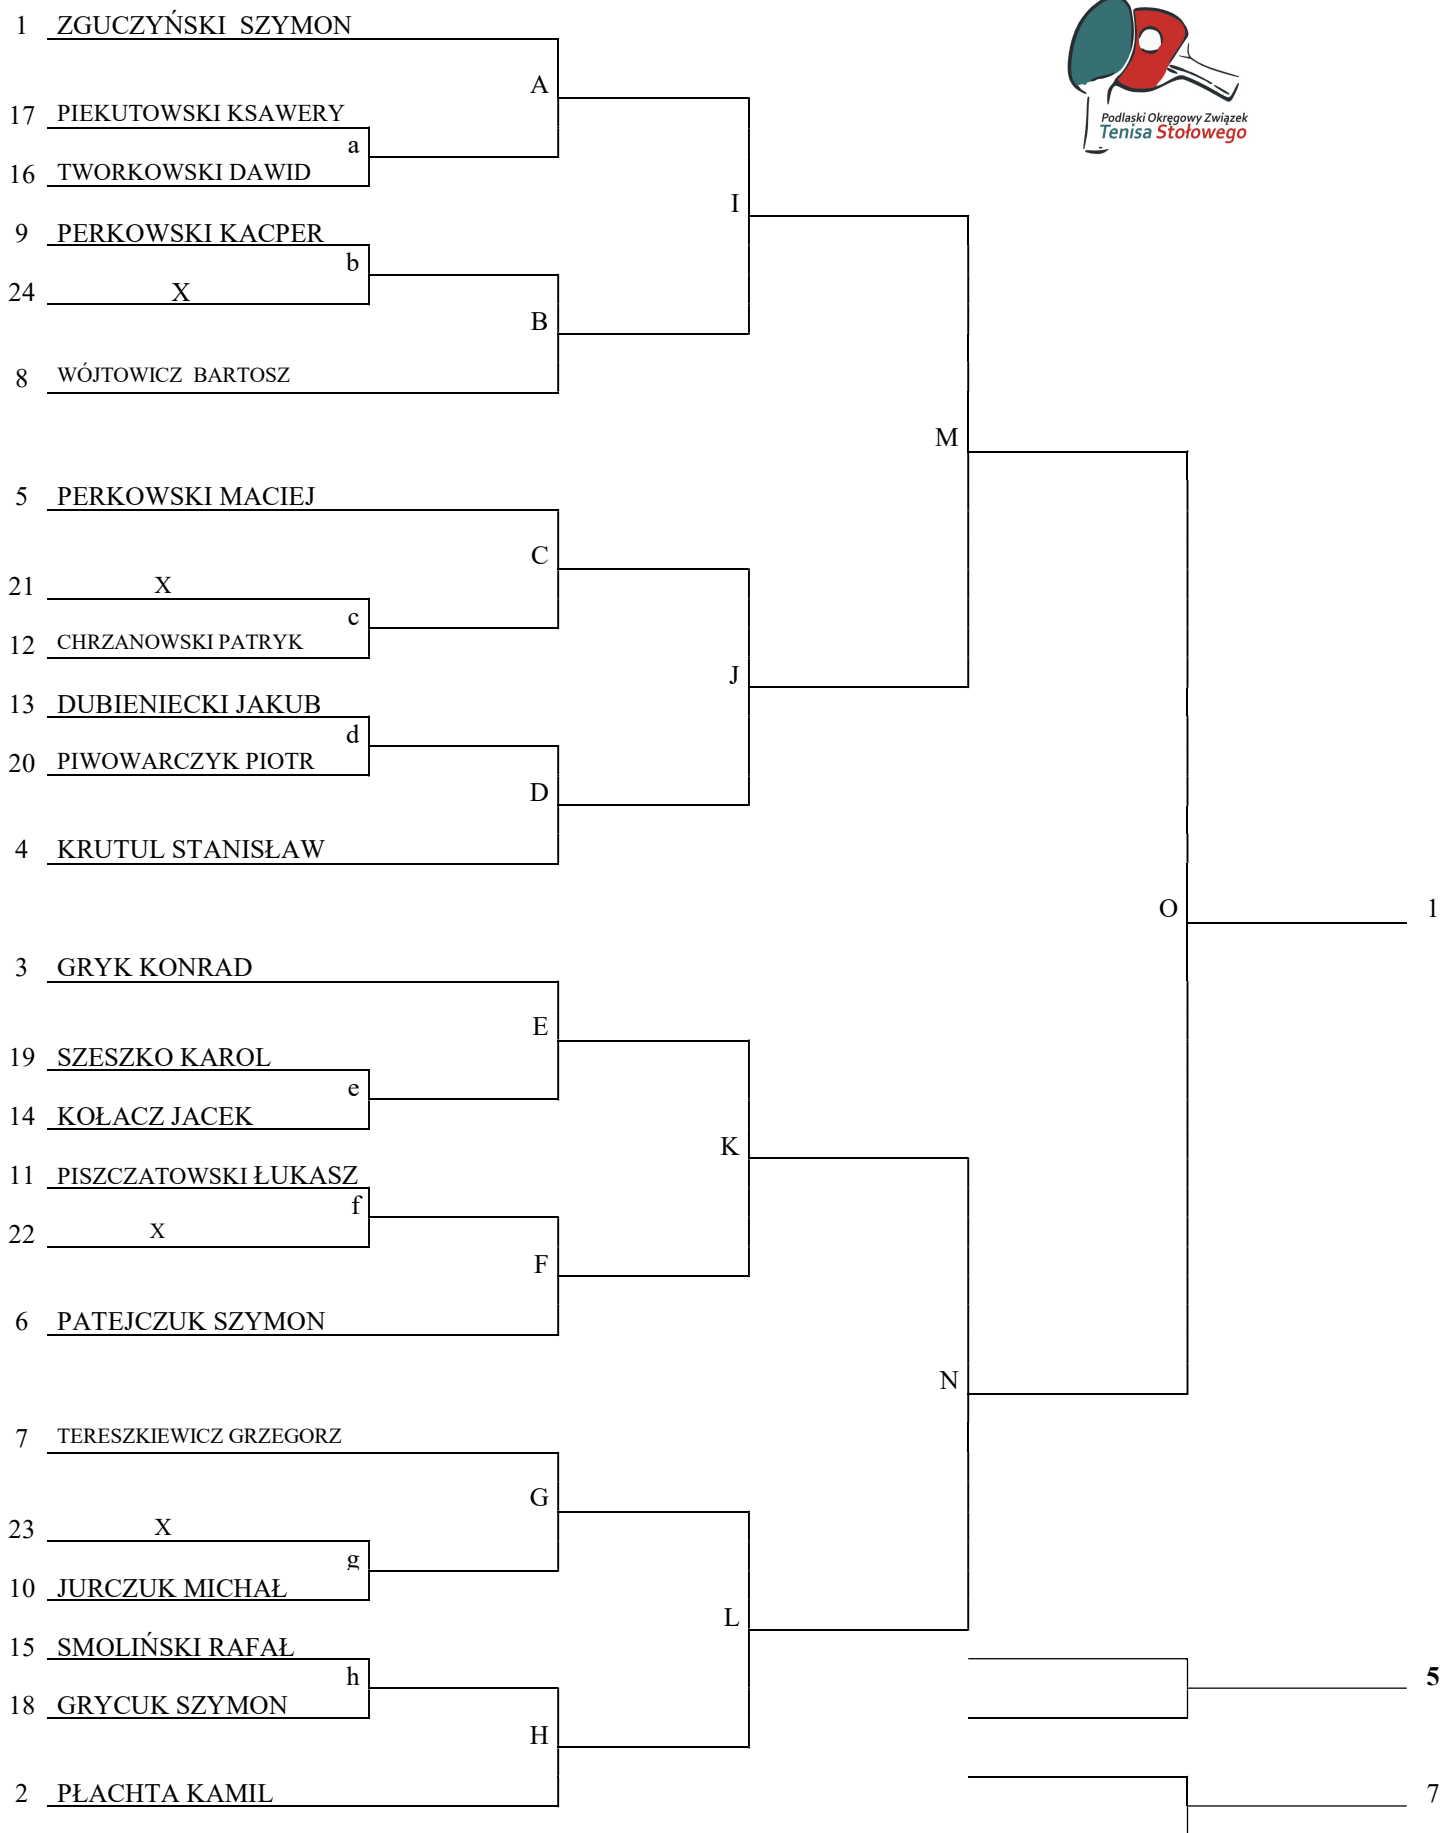 1 ZGUCZYŃSKI SZYMON
Podlaski Okręgowy Związek
Tenisa Stołowego
A
17 PIEKUTOWSKI KSAWERY
a
16 TWORKOWSKI DAWID
I
9 PERKOWSKI KACPER
b
24 X
B
8 WÓJTOWICZ BARTOSZ
M
5 PERKOWSKI MACIEJ
C
21 X
c
12 CHRZANOWSKI PATRYK
J
13 DUBIENIECKI JAKUB
d
20 PIWOWARCZYK PIOTR
D
4 KRUTUL STANISŁAW
O 1
3 GRYK KONRAD
E
19 SZESZKO KAROL
e
14 KOŁACZ JACEK
K
11 PISZCZATOWSKI ŁUKASZ
f
22 X
F
6 PATEJCZUK SZYMON
N
7 TERESZKIEWICZ GRZEGORZ
G
23 X
g
10 JURCZUK MICHAŁ
L
15 SMOLIŃSKI RAFAŁ
h 5
18 GRYCUK SZYMON
H
2 PŁACHTA KAMIL 7